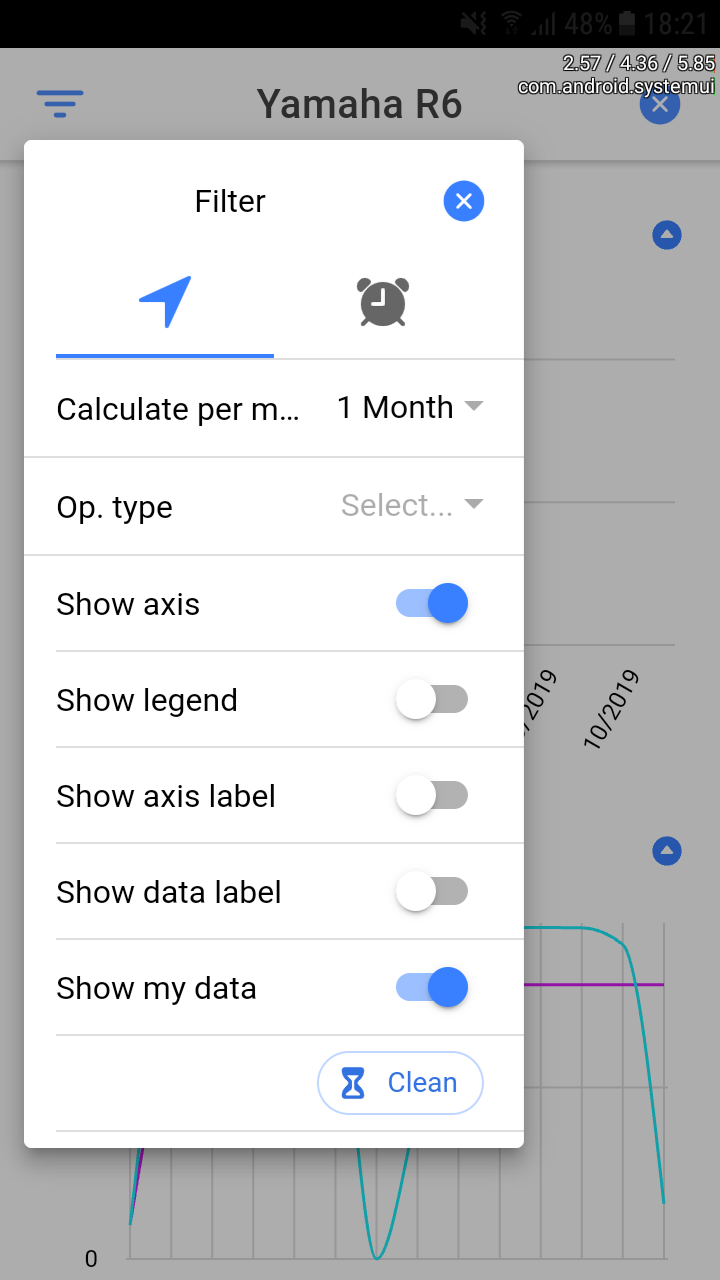 48% 18:21
2.57 / 4.36 / 5.85
com.android.systemui
Yamaha R6
Filter
Calculate per m... 1 Month
Op. type Select...
Show axis
Show legend
/2019
10/2019
Show axis label
Show data label
Show my data
Clean
0